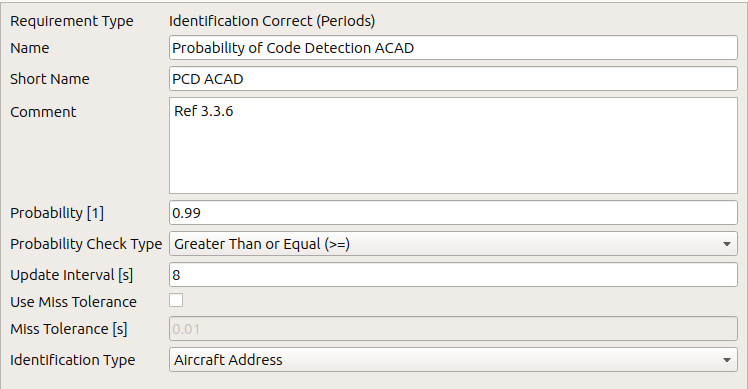 Requirement Type Identification Correct (Periods)
Name Probability of Code Detection ACAD
Short Name PCD ACAD
Comment Ref 3.3.6
Probability [1] 0.99
Probability Check Type Greater Than or Equal (>=)
Update Interval [s] 8
Use Miss Tolerance
Miss Tolerance [s] 0.01
Identification Type Aircraft Address